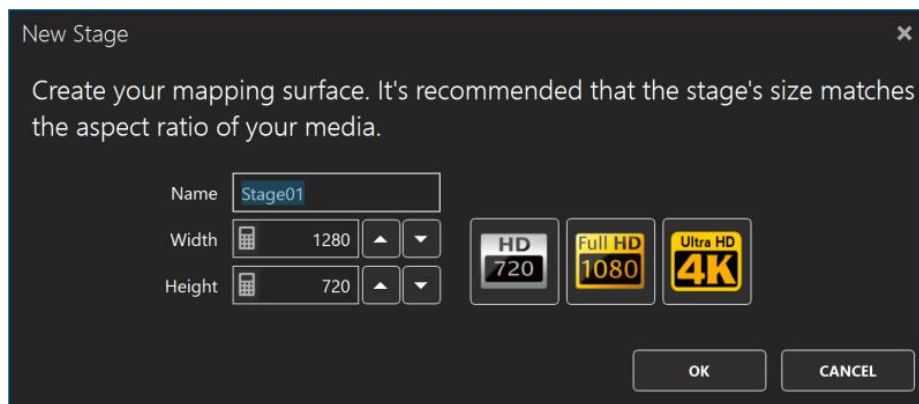 New Stage
Create your mapping surface. It's recommended that the stage's size matches
the aspect ratio of your media.
Name Stage01
Width 1280
Height 720
HD 720
Full HD 1080
Ultra HD 4K
OK CANCEL